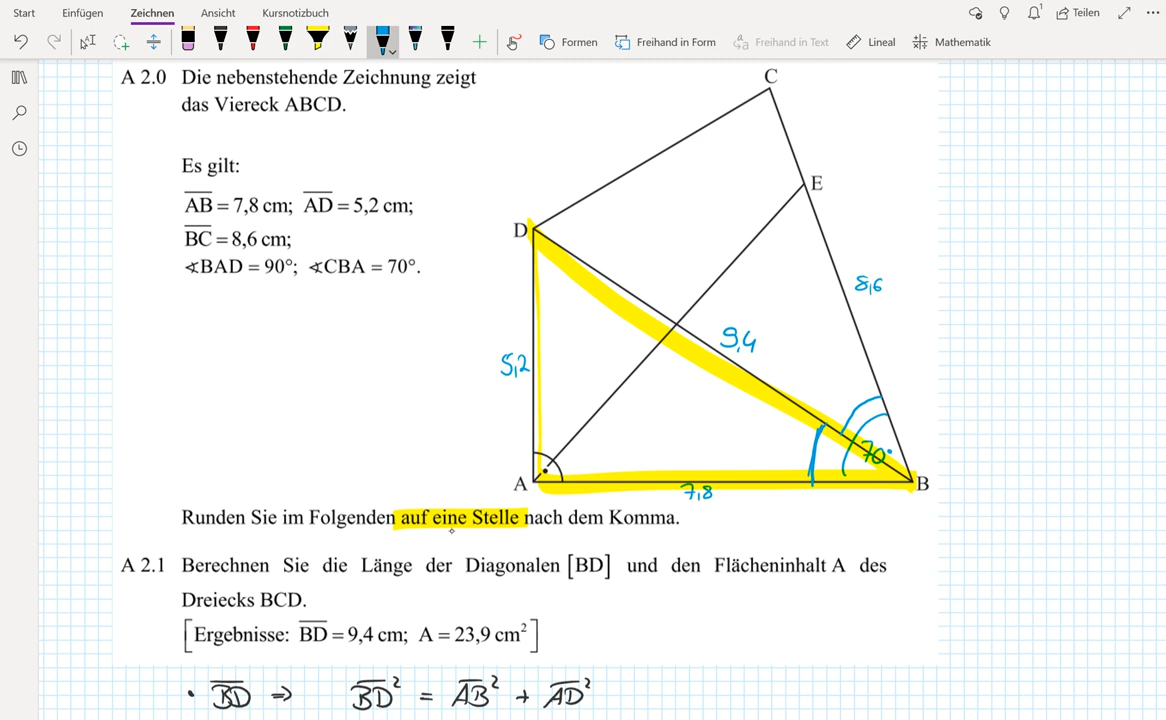 Start Einfügen Zeichnen Ansicht Kursnotizbuch
1 Teilen
Formen Freihand in Form Freihand in Text Lineal Mathematik
A 2.0 Die nebenstehende Zeichnung zeigt
das Viereck ABCD.
Es gilt:
AB = 7,8 cm; AD = 5,2 cm;
BC = 8,6 cm;
∢BAD = 90°; ∢CBA = 70°.
C
E
D
8,6
9,4
5,2
70°
A
B
7,8
Runden Sie im Folgenden auf eine Stelle nach dem Komma.
A 2.1 Berechnen Sie die Länge der Diagonalen [BD] und den Flächeninhalt A des
Dreiecks BCD.
[Ergebnisse: BD = 9,4 cm; A = 23,9 cm²]
• BD ⇒ BD² = AB² + AD²